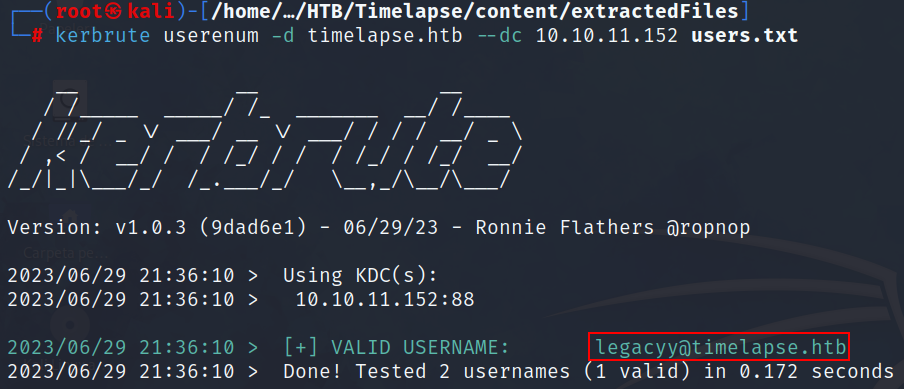 ┌──(root㉿kali)-[/home/…/HTB/Timelapse/content/extractedFiles]
└─# kerbrute userenum -d timelapse.htb --dc 10.10.11.152 users.txt
kerbrute
Version: v1.0.3 (9dad6e1) - 06/29/23 - Ronnie Flathers @ropnop
Carpeta pe...
2023/06/29 21:36:10 >  Using KDC(s):
2023/06/29 21:36:10 >   10.10.11.152:88
2023/06/29 21:36:10 >  [+] VALID USERNAME:       legacyy@timelapse.htb
2023/06/29 21:36:10 >  Done! Tested 2 usernames (1 valid) in 0.172 seconds